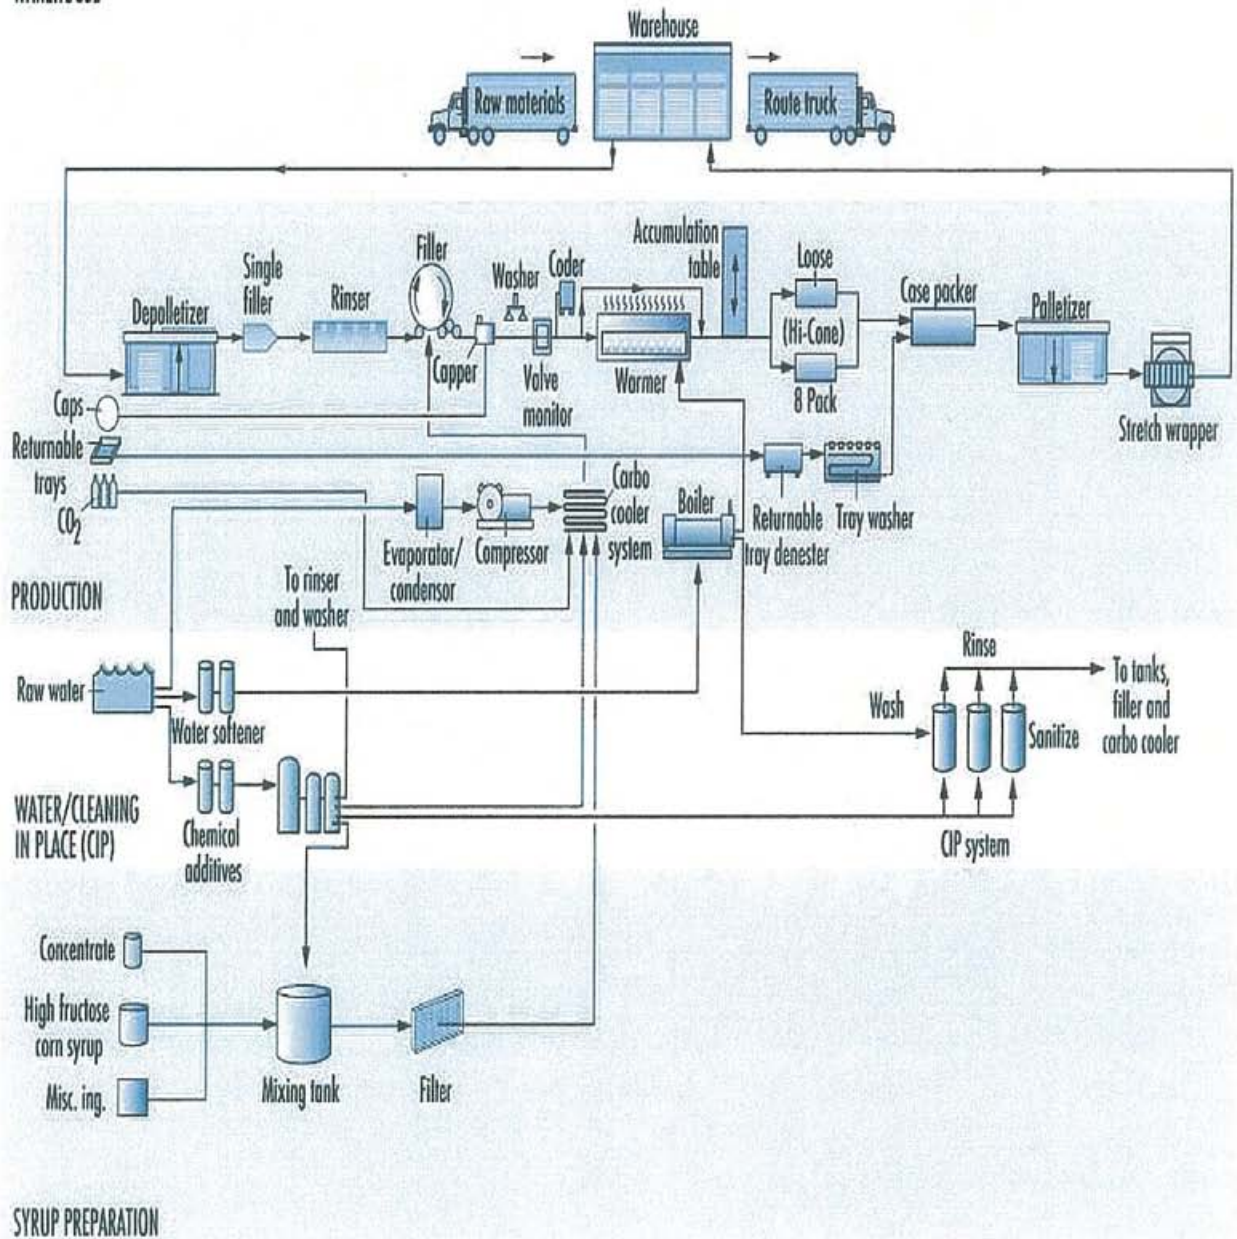 WAREHOUSE
Warehouse
Raw materials
Route truck
Accumulation
table
Loose
Filler
Coder
Single
filler
Washer
Rinser
Case packer
Depolletizer
(Hi-Cone)
Palletizer
Capper
Valve
monitor
Wormer
8 Pack
Caps
Stretch wrapper
Returnable
trays
CO2
Carbo
cooler
system
Boiler
Evaporator/
condensor
Compressor
Returnable
tray denester
Tray washer
To rinser
and washer
PRODUCTION
Rinse
Raw water
To tanks,
filler and
carbo cooler
Wash
Water softener
Sanitize
WATER/CLEANING
IN PLACE (CIP)
Chemical
additives
CIP system
Concentrate
High fructose
corn syrup
Misc. ing.
Mixing tank
Filter
SYRUP PREPARATION